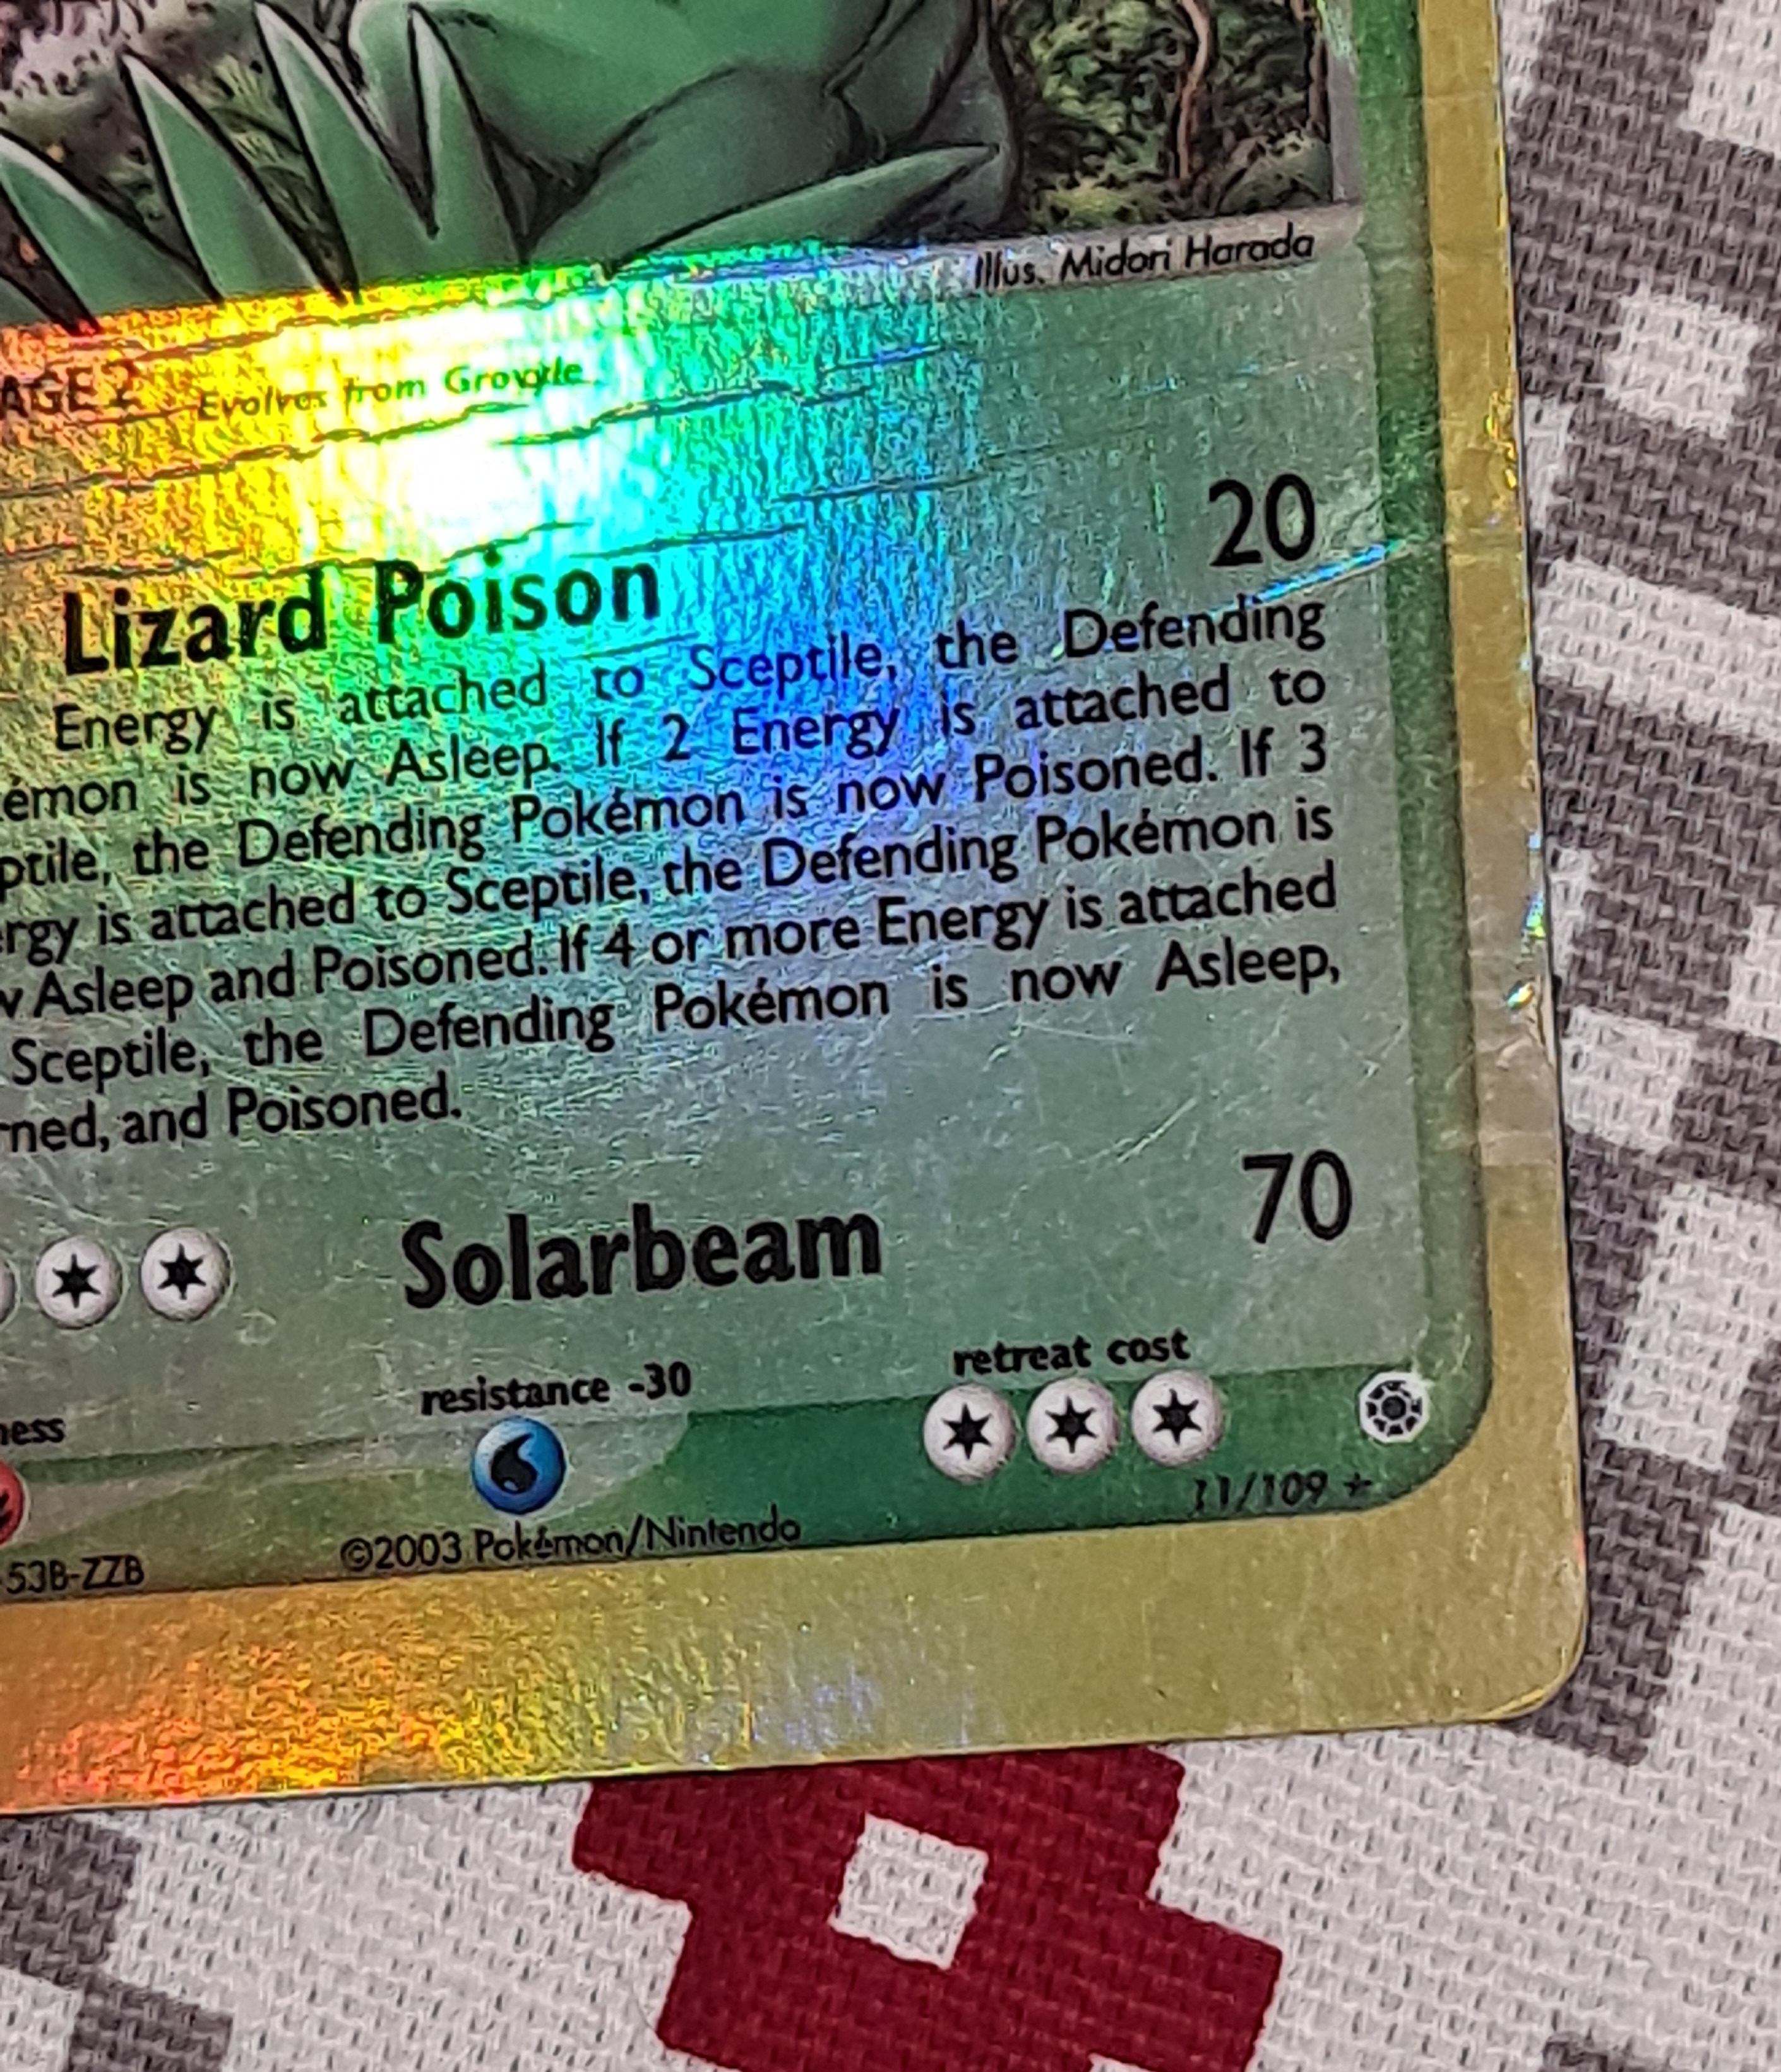 Illus. Midori Harada
AGE 2 Evolves from Grovyle
Lizard Poison 20
Energy is attached to Sceptile, the Defending
émon is now Asleep. If 2 Energy is attached to
ptile, the Defending Pokémon is now Poisoned. If 3
ergy is attached to Sceptile, the Defending Pokémon is
w Asleep and Poisoned. If 4 or more Energy is attached
Sceptile, the Defending Pokémon is now Asleep,
rned, and Poisoned.
Solarbeam 70
ness resistance -30 retreat cost
11/109 ★
53B-ZZB ©2003 Pokémon/Nintendo